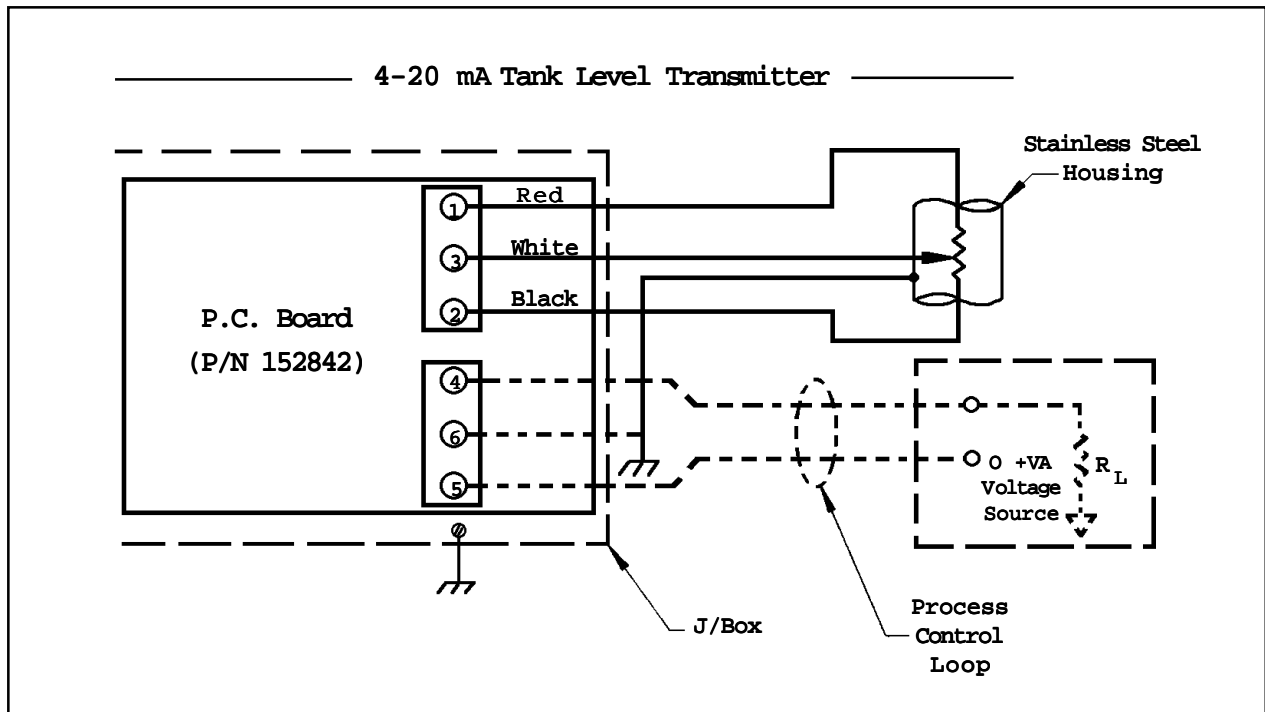 4-20 mA Tank Level Transmitter
Stainless Steel
Housing
1
Red
3
White
2
Black
P.C. Board
(P/N 152842)
4
6
5
O +VA
Voltage
Source
R L
J/Box
Process
Control
Loop